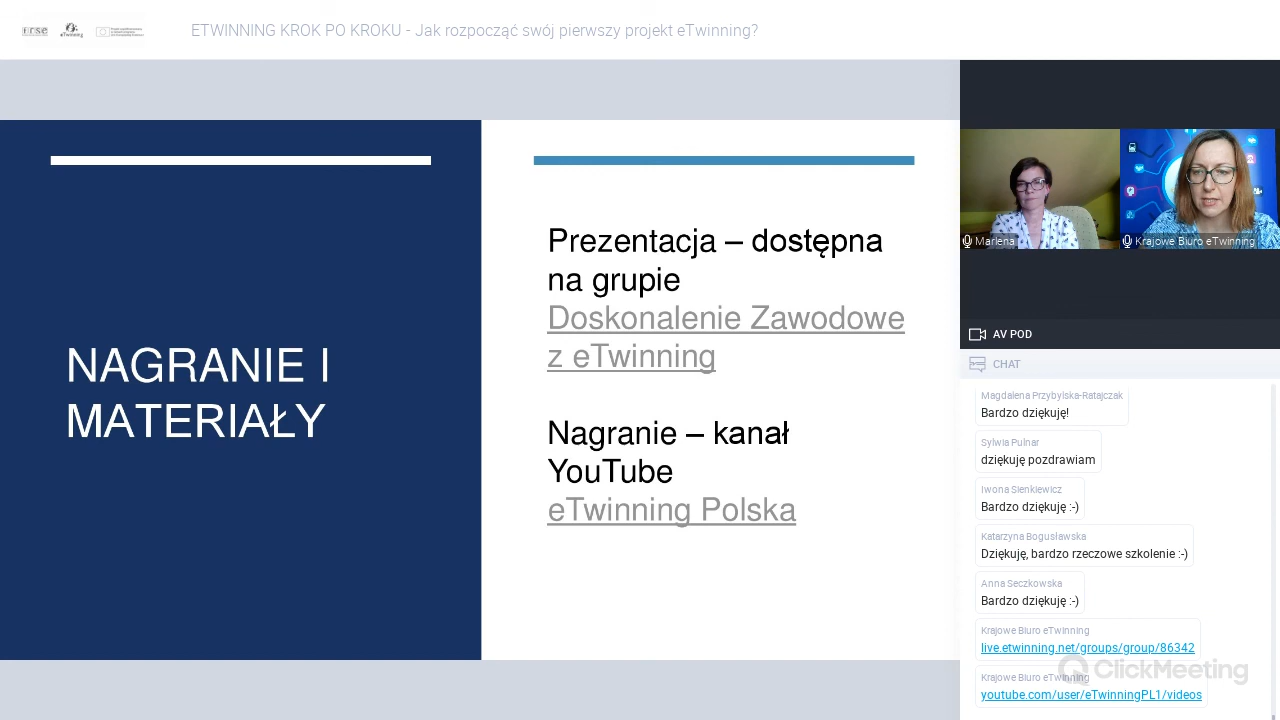 frse
eTwinning
ETWINNING KROK PO KROKU - Jak rozpocząć swój pierwszy projekt eTwinning?
NAGRANIE I
MATERIAŁY
Prezentacja – dostępna
na grupie
Doskonalenie Zawodowe
z eTwinning
Nagranie – kanał
YouTube
eTwinning Polska
Marlena
Krajowe Biuro eTwinning
AV POD
CHAT
Magdalena Przybylska-Ratajczak
Bardzo dziękuję!
Sylwia Pulnar
dziękuję pozdrawiam
Iwona Sienkiewicz
Bardzo dziękuję :-)
Katarzyna Bogusławska
Dziękuję, bardzo rzeczowe szkolenie :-)
Anna Seczkowska
Bardzo dziękuję :-)
Krajowe Biuro eTwinning
live.etwinning.net/groups/group/86342
Krajowe Biuro eTwinning
youtube.com/user/eTwinningPL1/videos
ClickMeeting